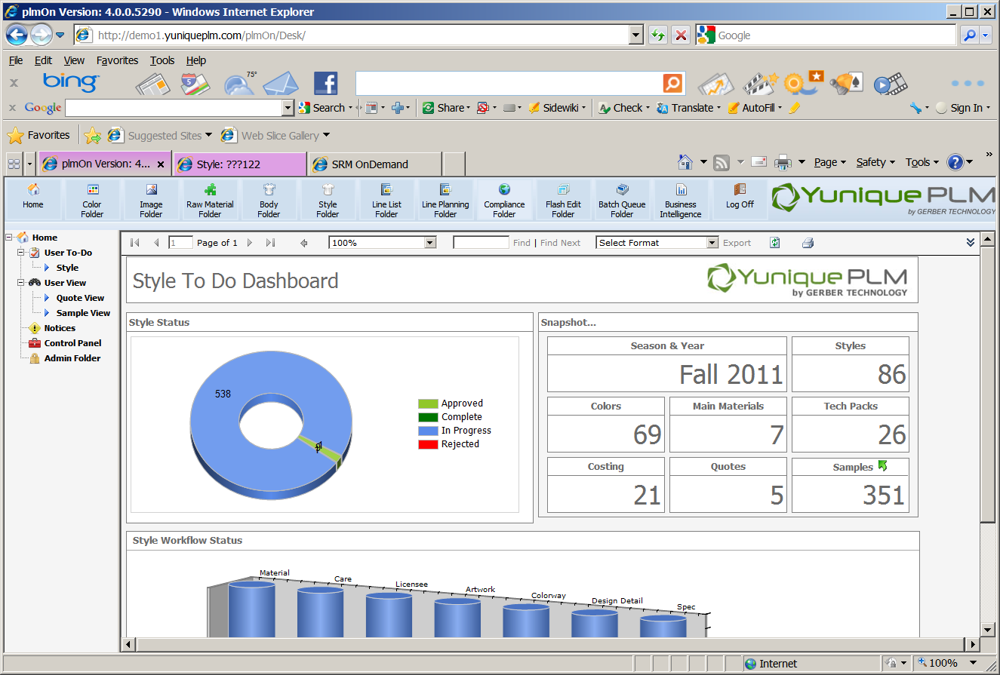 plmOn Version: 4.0.0.5290 - Windows Internet Explorer
http://demo1.yuniqueplm.com/plmOn/Desk/
Google
File Edit View Favorites Tools Help
x bing 5 75°
x Google Search Share Sidewiki Check Translate AutoFill Sign In
Favorites Suggested Sites Web Slice Gallery
plmOn Version: 4... x Style: ???122 SRM OnDemand Page Safety Tools »
Home
Color Folder
Image Folder
Raw Material Folder
Body Folder
Style Folder
Line List Folder
Line Planning Folder
Compliance Folder
Flash Edit Folder
Batch Queue Folder
Business Intelligence
Log Off
Yunique PLM
by GERBER TECHNOLOGY
Home
User To-Do
Style
User View
Quote View
Sample View
Notices
Control Panel
Admin Folder
1 Page of 1 100% Find | Find Next Select Format Export
Style To Do Dashboard
Yunique PLM
by GERBER TECHNOLOGY
Style Status
538
Approved
Complete
In Progress
Rejected
Snapshot...
Season & Year
Fall 2011
Styles
86
Colors
69
Main Materials
7
Tech Packs
26
Costing
21
Quotes
5
Samples
351
Style Workflow Status
Material
Care
Licensee
Artwork
Colorway
Design Detail
Spec
Internet 100%